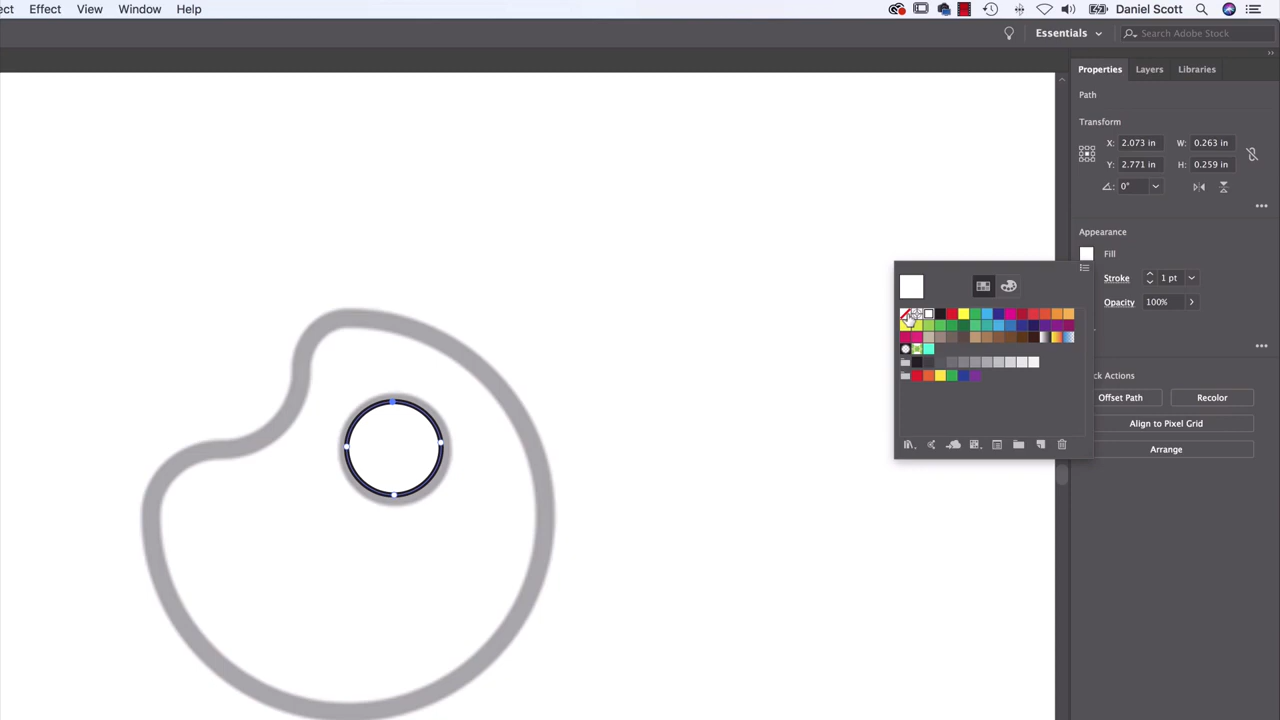 ect Effect View Window Help Daniel Scott
Essentials Search Adobe Stock
Properties Layers Libraries
Path
Transform
X: 2.073 in W: 0.263 in
Y: 2.771 in H: 0.259 in
0°
Appearance
Fill
Stroke 1 pt
Opacity 100%
ck Actions
Offset Path Recolor
Align to Pixel Grid
Arrange